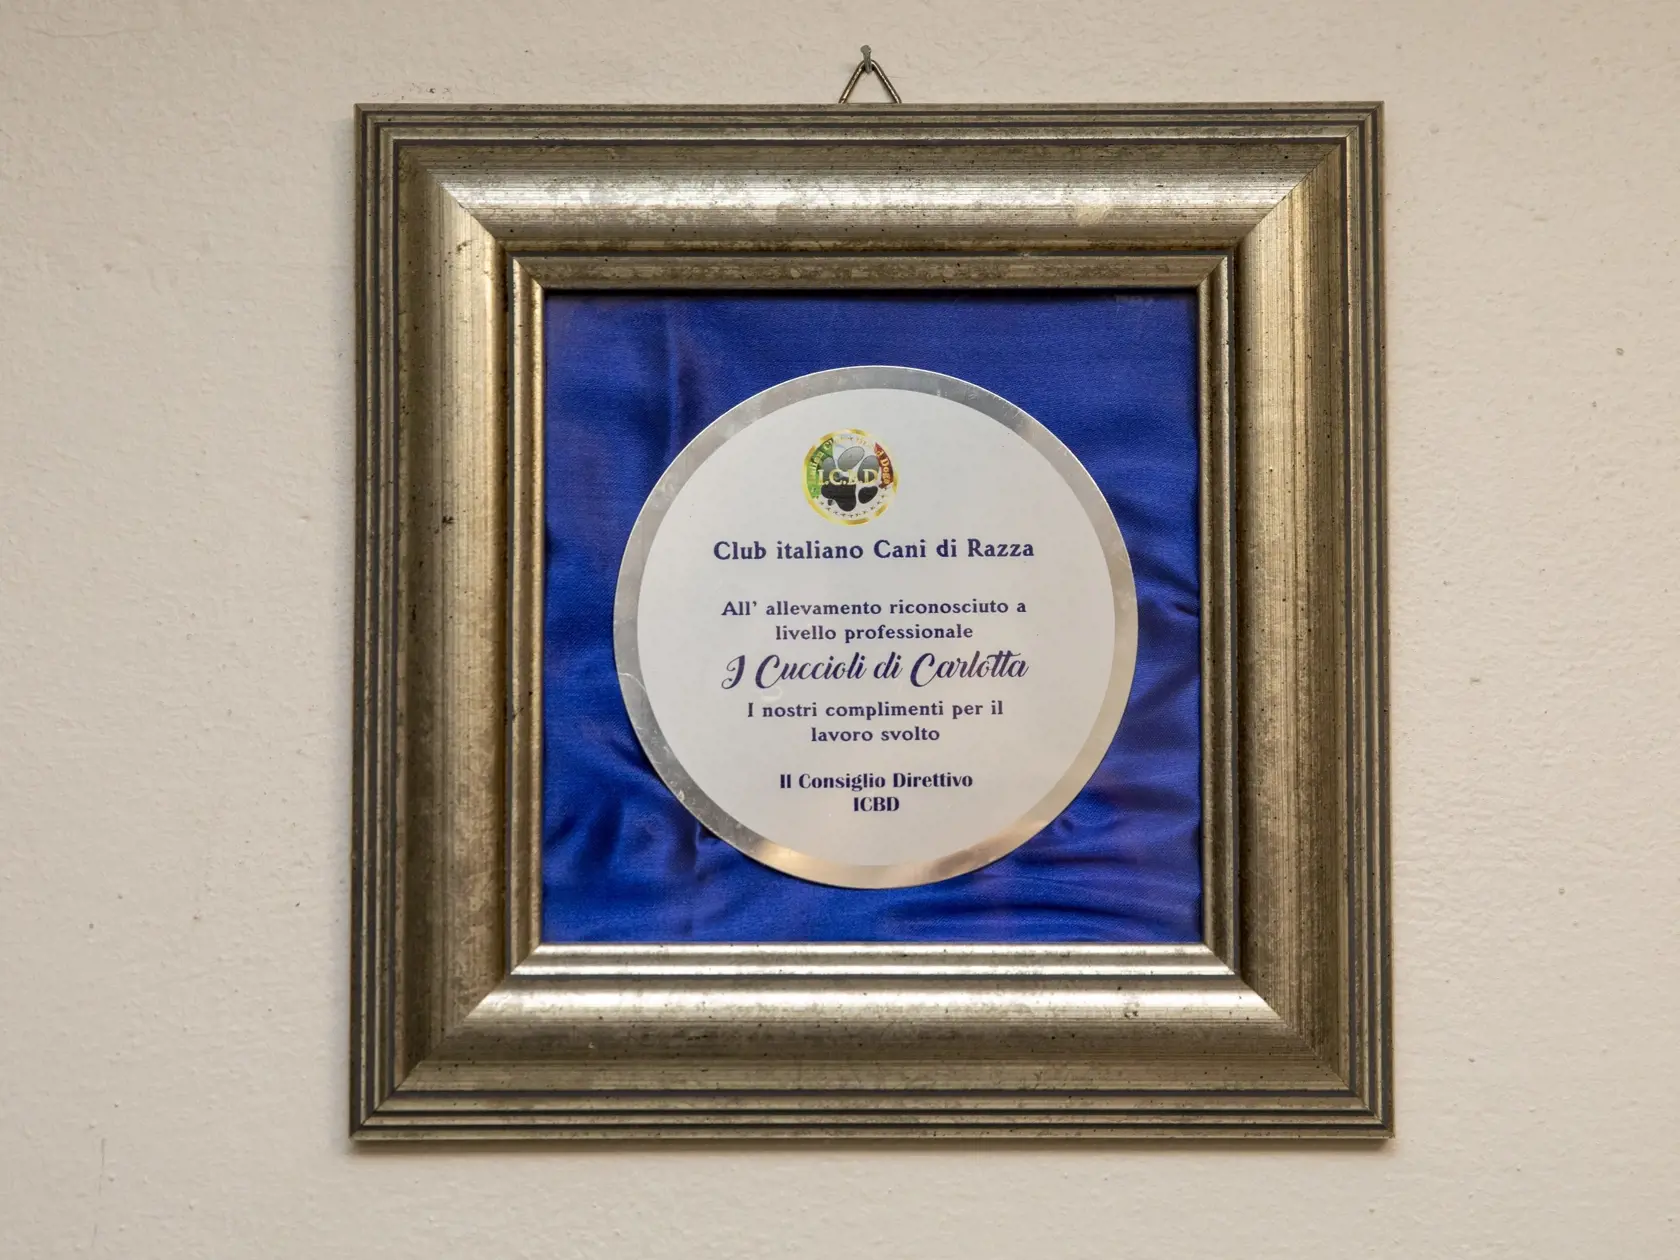 I.C.B.D
Club italiano Cani di Razza
All' allevamento riconosciuto a
livello professionale
I Cuccioli di Carlotta
I nostri complimenti per il
lavoro svolto
Il Consiglio Direttivo
ICBD